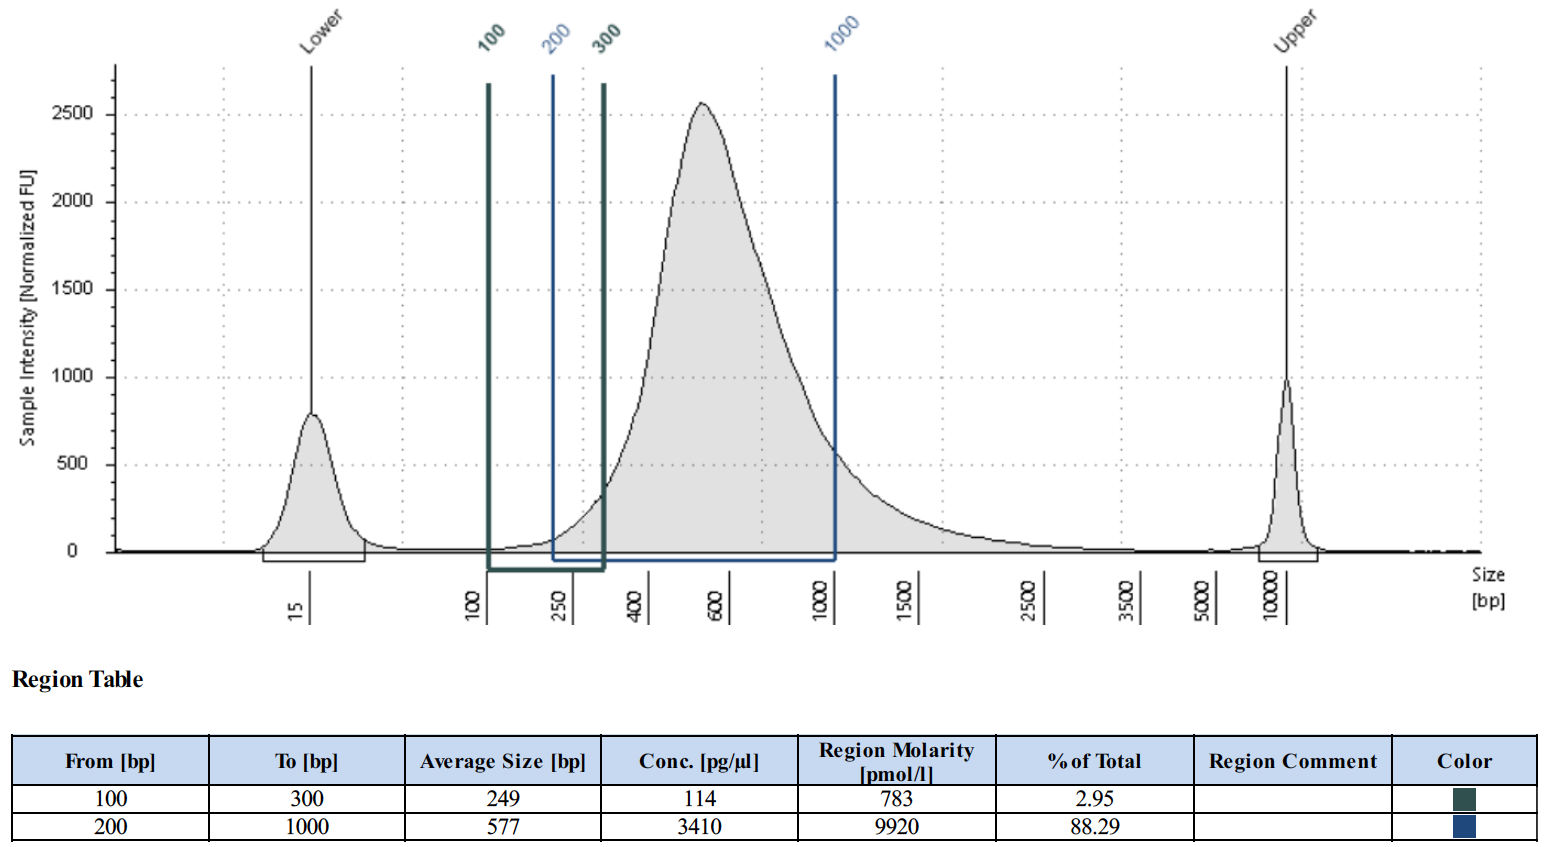 Lower 100 200 300 1000 Upper
Sample Intensity [Normalized FU]
2500
2000
1500
1000
500
0
15 100 250 400 600 1000 1500 2500 3500 5000 10000
Size
[bp]
Region Table
From [bp] To [bp] Average Size [bp] Conc. [pg/µl] Region Molarity [pmol/l] % of Total Region Comment Color
100 300 249 114 783 2.95
200 1000 577 3410 9920 88.29